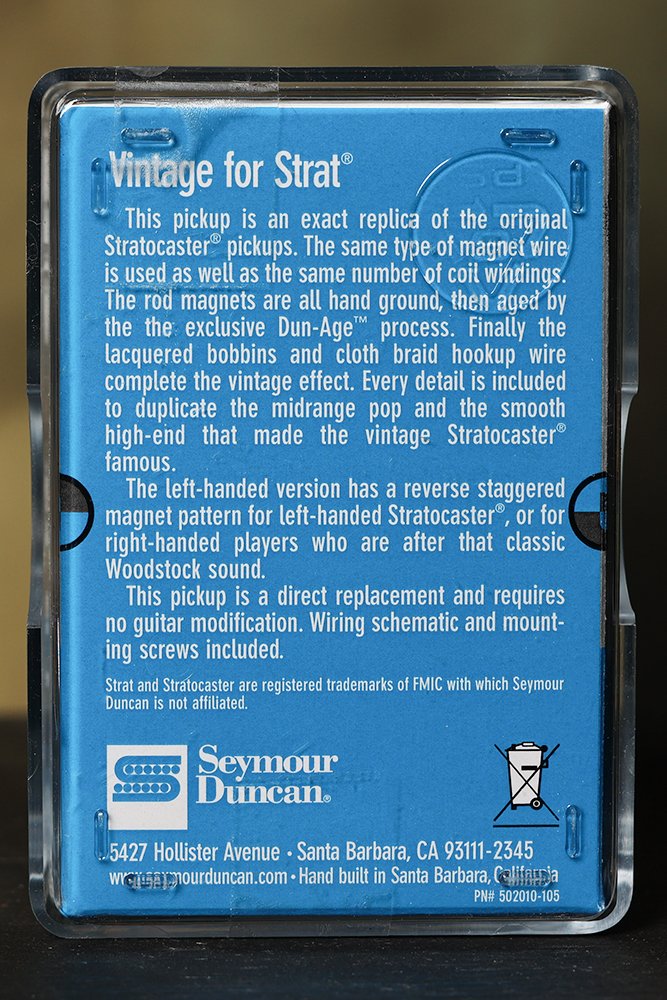 Vintage for Strat®
This pickup is an exact replica of the original
Stratocaster® pickups. The same type of magnet wire
is used as well as the same number of coil windings.
The rod magnets are all hand ground, then aged by
the the exclusive Dun-Age™ process. Finally the
lacquered bobbins and cloth braid hookup wire
complete the vintage effect. Every detail is included
to duplicate the midrange pop and the smooth
high-end that made the vintage Stratocaster®
famous.
The left-handed version has a reverse staggered
magnet pattern for left-handed Stratocaster®, or for
right-handed players who are after that classic
Woodstock sound.
This pickup is a direct replacement and requires
no guitar modification. Wiring schematic and mount-
ing screws included.
Strat and Stratocaster are registered trademarks of FMIC with which Seymour
Duncan is not affiliated.
Seymour
Duncan®
5427 Hollister Avenue • Santa Barbara, CA 93111-2345
www.seymourduncan.com • Hand built in Santa Barbara, California
PN# 502010-105